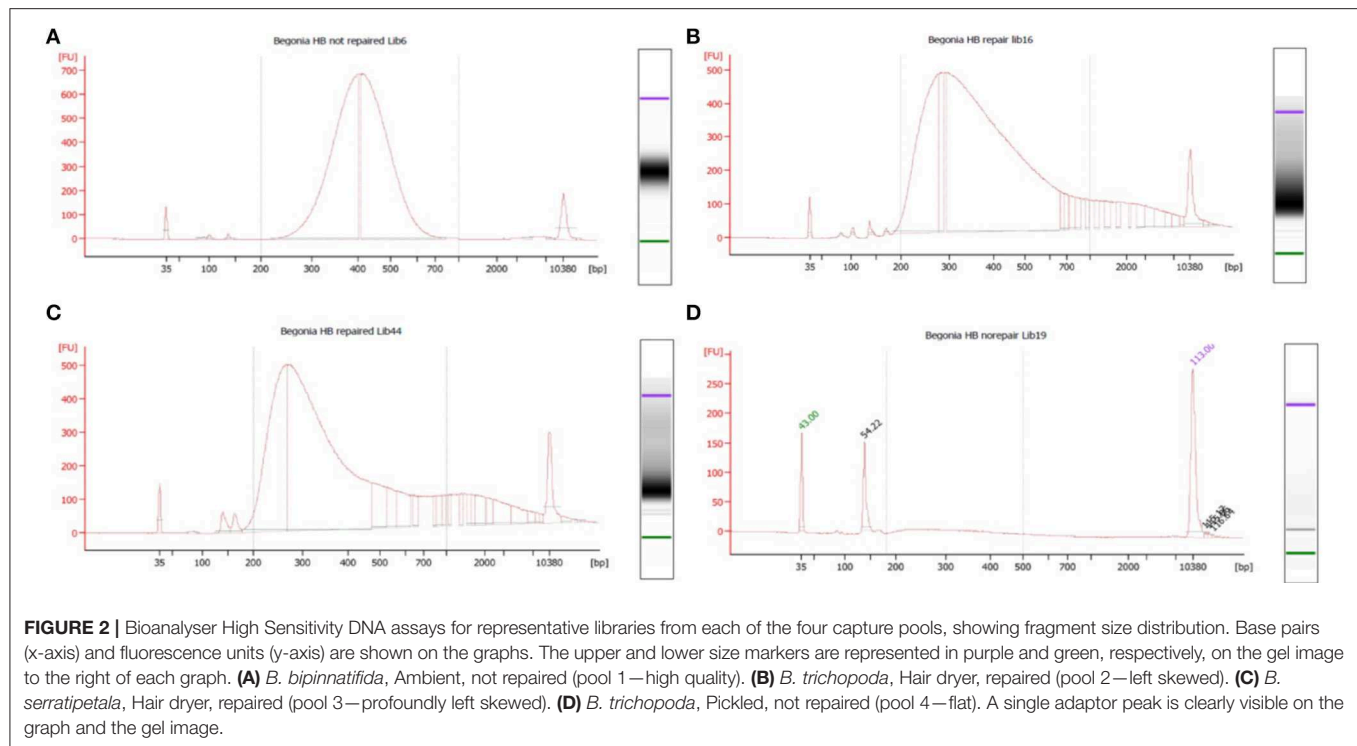 A
Begonia HB not repaired Lib6
[FU]
700
600
500
400
300
200
100
0
35 100 200 300 400 500 700 2000 10380 [bp]
B
Begonia HB repair lib16
[FU]
500
400
300
200
100
0
35 100 200 300 400 500 700 2000 10380 [bp]
C
Begonia HB repaired Lib44
[FU]
500
400
300
200
100
0
35 100 200 300 400 500 700 2000 10380 [bp]
D
Begonia HB norepair Lib19
[FU]
250
200
150
100
50
0
43.00
54.22
113.06
35 100 200 300 400 500 700 2000 10380 [bp]
FIGURE 2 | Bioanalyser High Sensitivity DNA assays for representative libraries from each of the four capture pools, showing fragment size distribution. Base pairs
(x-axis) and fluorescence units (y-axis) are shown on the graphs. The upper and lower size markers are represented in purple and green, respectively, on the gel image
to the right of each graph. (A) B. bipinnatifida, Ambient, not repaired (pool 1—high quality). (B) B. trichopoda, Hair dryer, repaired (pool 2—left skewed). (C) B.
serratipetala, Hair dryer, repaired (pool 3—profoundly left skewed). (D) B. trichopoda, Pickled, not repaired (pool 4—flat). A single adaptor peak is clearly visible on the
graph and the gel image.